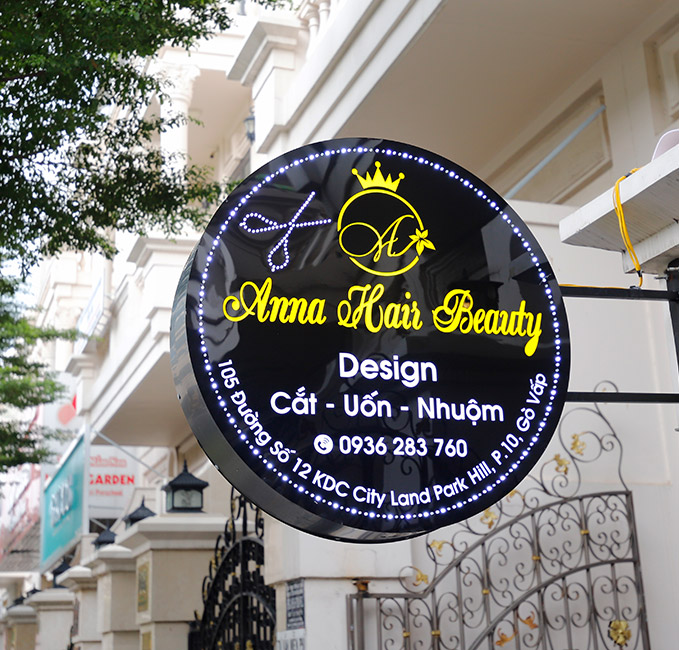 A
Anna Hair Beauty
Design
Cắt - Uốn - Nhuộm
0936 283 760
105 Đường Số 12 KDC City Land Park Hill, P.10, Gò Vấp
GARDEN